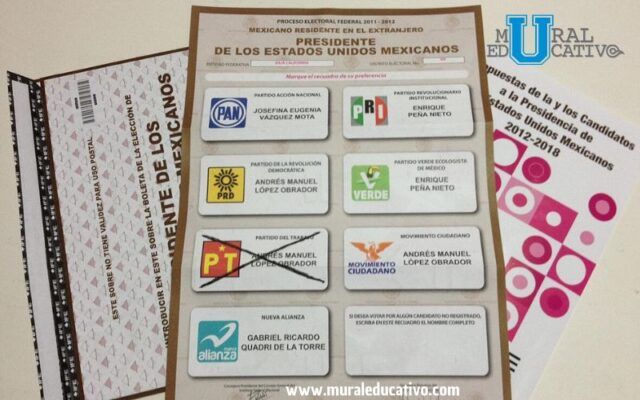 MURAL
EDUCATIVO
PROCESO ELECTORAL FEDERAL 2011 - 2012
MEXICANO RESIDENTE EN EL EXTRANJERO
PRESIDENTE
DE LOS ESTADOS UNIDOS MEXICANOS
ENTIDAD FEDERATIVA
BAJA CALIFORNIA
DISTRITO ELECTORAL
Marque el recuadro de su preferencia
PARTIDO ACCIÓN NACIONAL
PAN
JOSEFINA EUGENIA
VÁZQUEZ MOTA
PARTIDO REVOLUCIONARIO
INSTITUCIONAL
PRI
ENRIQUE
PEÑA NIETO
PARTIDO DE LA REVOLUCIÓN
DEMOCRÁTICA
PRD
ANDRÉS MANUEL
LÓPEZ OBRADOR
PARTIDO VERDE ECOLOGISTA
DE MÉXICO
VERDE
ENRIQUE
PEÑA NIETO
PARTIDO DEL TRABAJO
PT
ANDRÉS MANUEL
LÓPEZ OBRADOR
MOVIMIENTO CIUDADANO
MOVIMIENTO
CIUDADANO
ANDRÉS MANUEL
LÓPEZ OBRADOR
NUEVA ALIANZA
nueva
alianza
GABRIEL RICARDO
QUADRI DE LA TORRE
SI DESEA VOTAR POR ALGÚN CANDIDATO NO REGISTRADO,
ESCRIBA EN ESTE RECUADRO EL NOMBRE COMPLETO
ESTE SOBRE NO TIENE VALIDEZ PARA USO POSTAL
INTRODUCIR EN ESTE SOBRE LA BOLETA DE LA ELECCIÓN DE
IDENTE DE LOS
MEXICANOS
puestas de la y los Candidatos
a la Presidencia de
Estados Unidos Mexicanos
2012-2018
www.muraleducativo.com